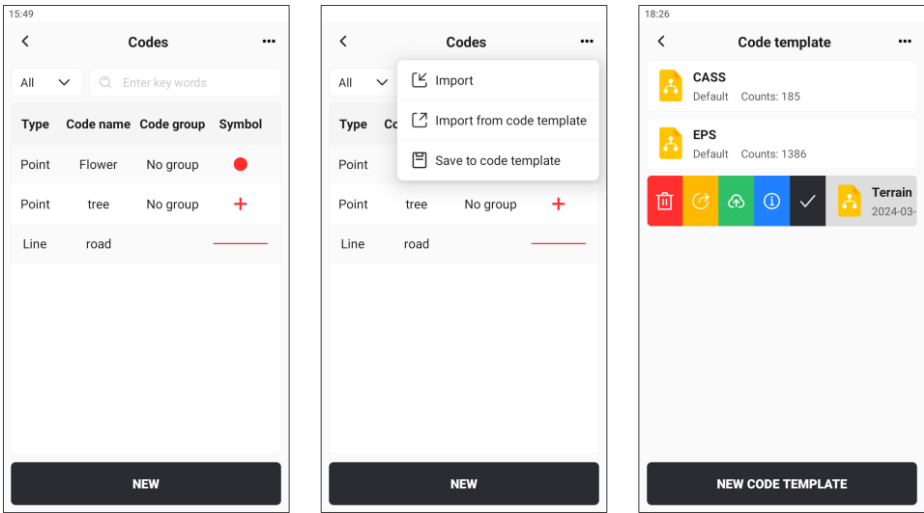 15:49
Codes
All
Enter key words
Type Code name Code group Symbol
Point Flower No group
Point tree No group
Line road
NEW
Codes
All
Import
Import from code template
Save to code template
Type Co
Point
Point tree No group
Line road
NEW
18:26
Code template
CASS
Default Counts: 185
EPS
Default Counts: 1386
Terrain
2024-03-
NEW CODE TEMPLATE